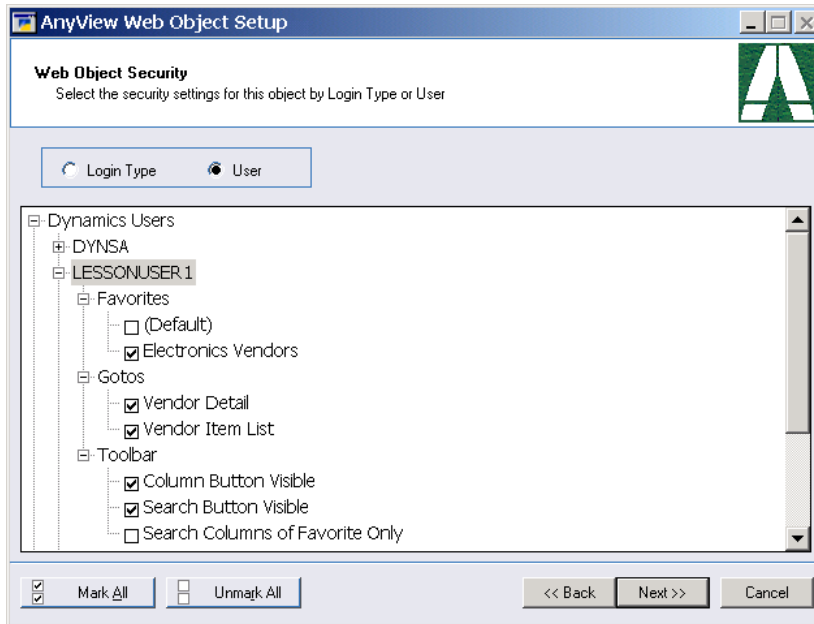 AnyView Web Object Setup
Web Object Security
Select the security settings for this object by Login Type or User
Login Type User
Dynamics Users
DYNSA
LESSONUSER1
Favorites
(Default)
Electronics Vendors
Gotos
Vendor Detail
Vendor Item List
Toolbar
Column Button Visible
Search Button Visible
Search Columns of Favorite Only
Mark All Unmark All << Back Next >> Cancel